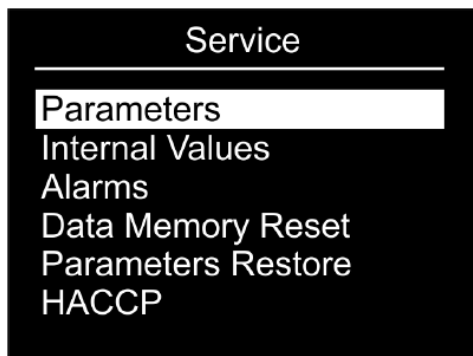 Service
Parameters
Internal Values
Alarms
Data Memory Reset
Parameters Restore
HACCP